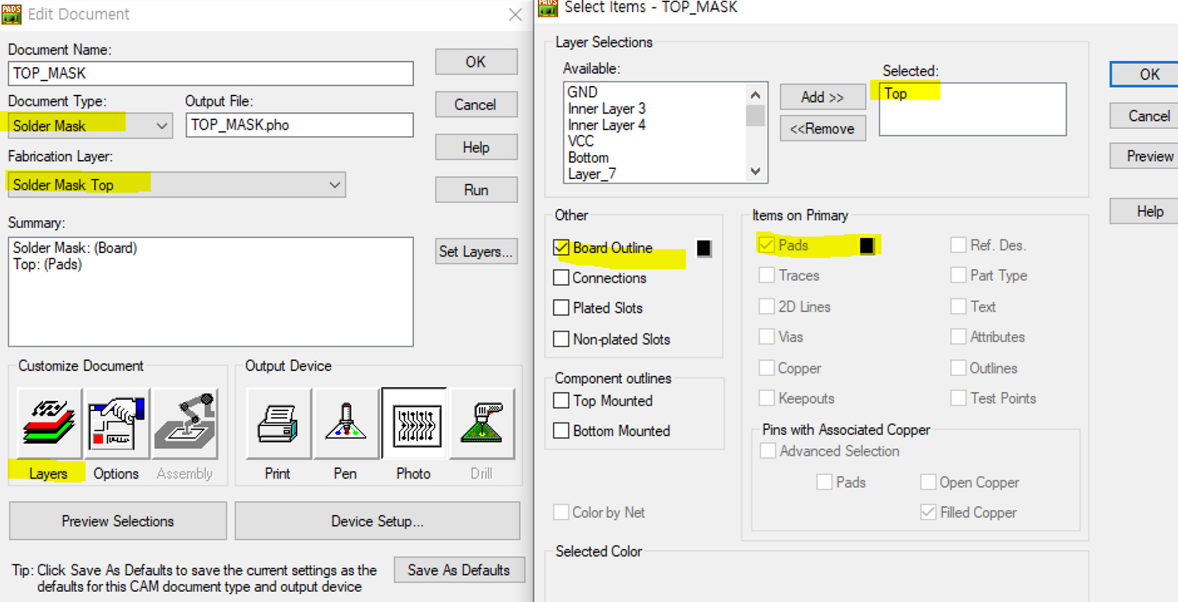 PADS
Edit Document
Document Name:
TOP_MASK
OK
Document Type:
Output File:
Cancel
Solder Mask
TOP_MASK.pho
Help
Fabrication Layer:
Solder Mask Top
Run
Summary:
Solder Mask: (Board)
Top: (Pads)
Set Layers...
Customize Document
Output Device
Layers
Options
Assembly
Print
Pen
Photo
Drill
Preview Selections
Device Setup...
Tip: Click Save As Defaults to save the current settings as the
defaults for this CAM document type and output device
Save As Defaults
PADS
Select Items - TOP_MASK
Layer Selections
Available:
GND
Inner Layer 3
Inner Layer 4
VCC
Bottom
Layer_7
Add >>
<<Remove
Selected:
Top
OK
Cancel
Preview
Help
Other
Board Outline
Connections
Plated Slots
Non-plated Slots
Component outlines
Top Mounted
Bottom Mounted
Color by Net
Items on Primary
Pads
Ref. Des.
Traces
Part Type
2D Lines
Text
Vias
Attributes
Copper
Outlines
Keepouts
Test Points
Pins with Associated Copper
Advanced Selection
Pads
Open Copper
Filled Copper
Selected Color